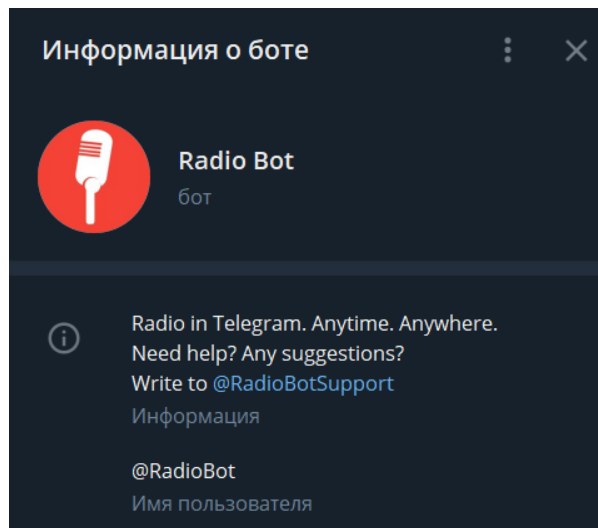 Информация о боте
Radio Bot
бот
Radio in Telegram. Anytime. Anywhere.
Need help? Any suggestions?
Write to @RadioBotSupport
Информация
@RadioBot
Имя пользователя